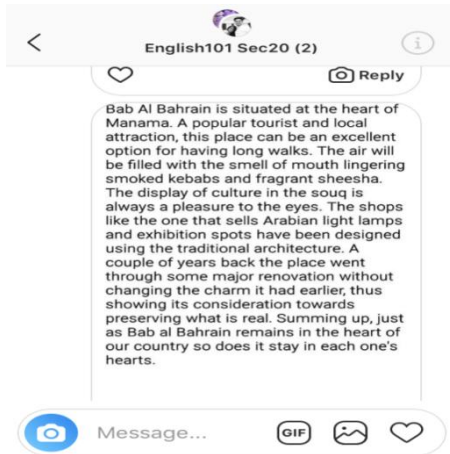 English101 Sec20 (2)
Reply
Bab Al Bahrain is situated at the heart of
Manama. A popular tourist and local
attraction, this place can be an excellent
option for having long walks. The air will
be filled with the smell of mouth lingering
smoked kebabs and fragrant sheesha.
The display of culture in the souq is
always a pleasure to the eyes. The shops
like the one that sells Arabian light lamps
and exhibition spots have been designed
using the traditional architecture. A
couple of years back the place went
through some major renovation without
changing the charm it had earlier, thus
showing its consideration towards
preserving what is real. Summing up, just
as Bab al Bahrain remains in the heart of
our country so does it stay in each one's
hearts.
Message... GIF